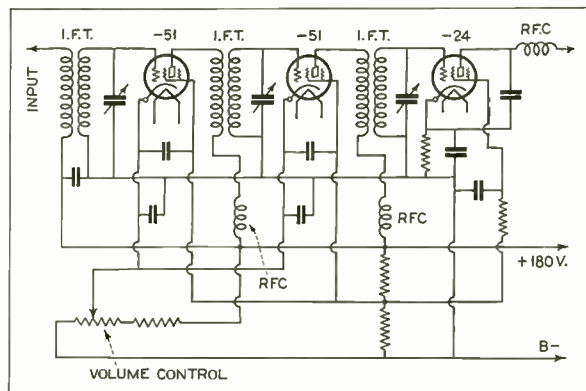 I.F.T.
-51
I.F.T.
-51
I.F.T.
-24
R.F.C
INPUT
RFC
RFC
+180 V.
B-
VOLUME CONTROL